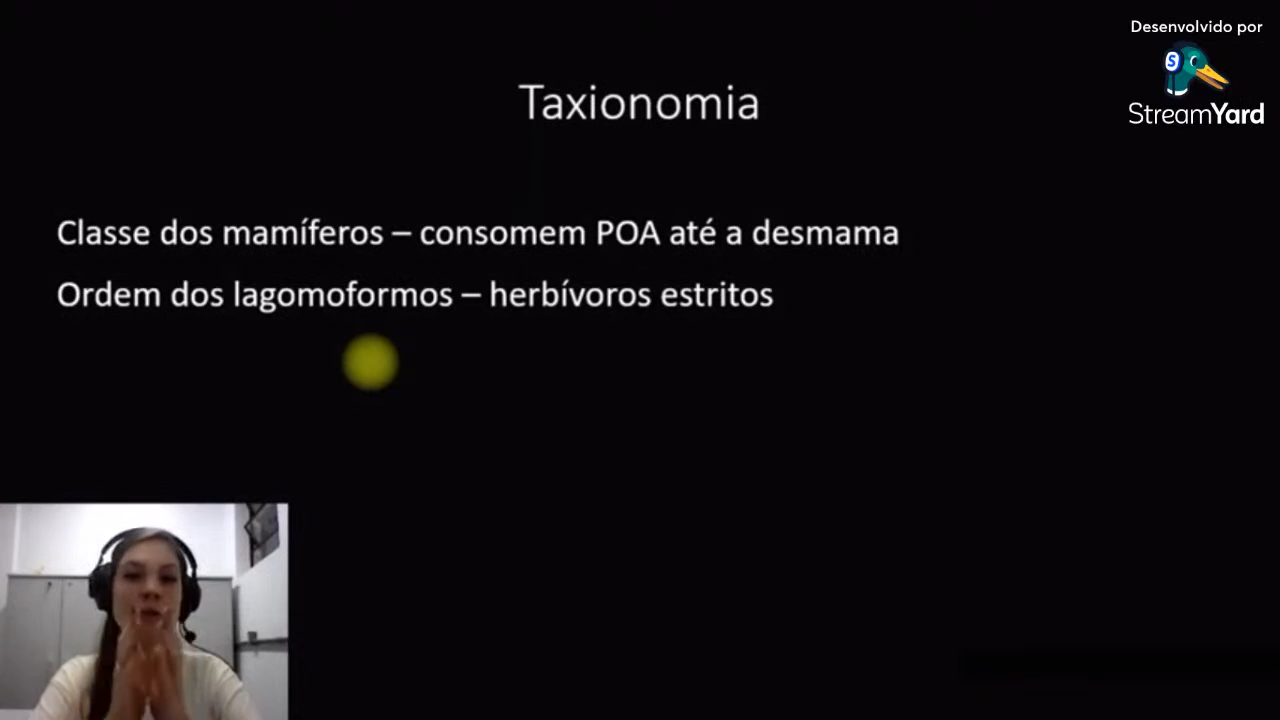 Desenvolvido por
S
StreamYard
Taxionomia
Classe dos mamíferos – consomem POA até a desmama
Ordem dos lagomoformos – herbívoros estritos